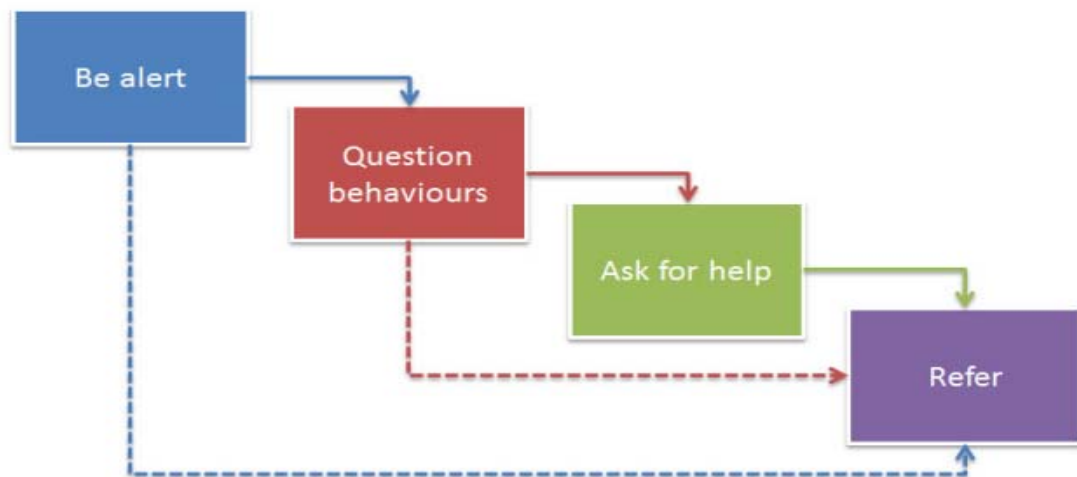 Be alert
Question
behaviours
Ask for help
Refer